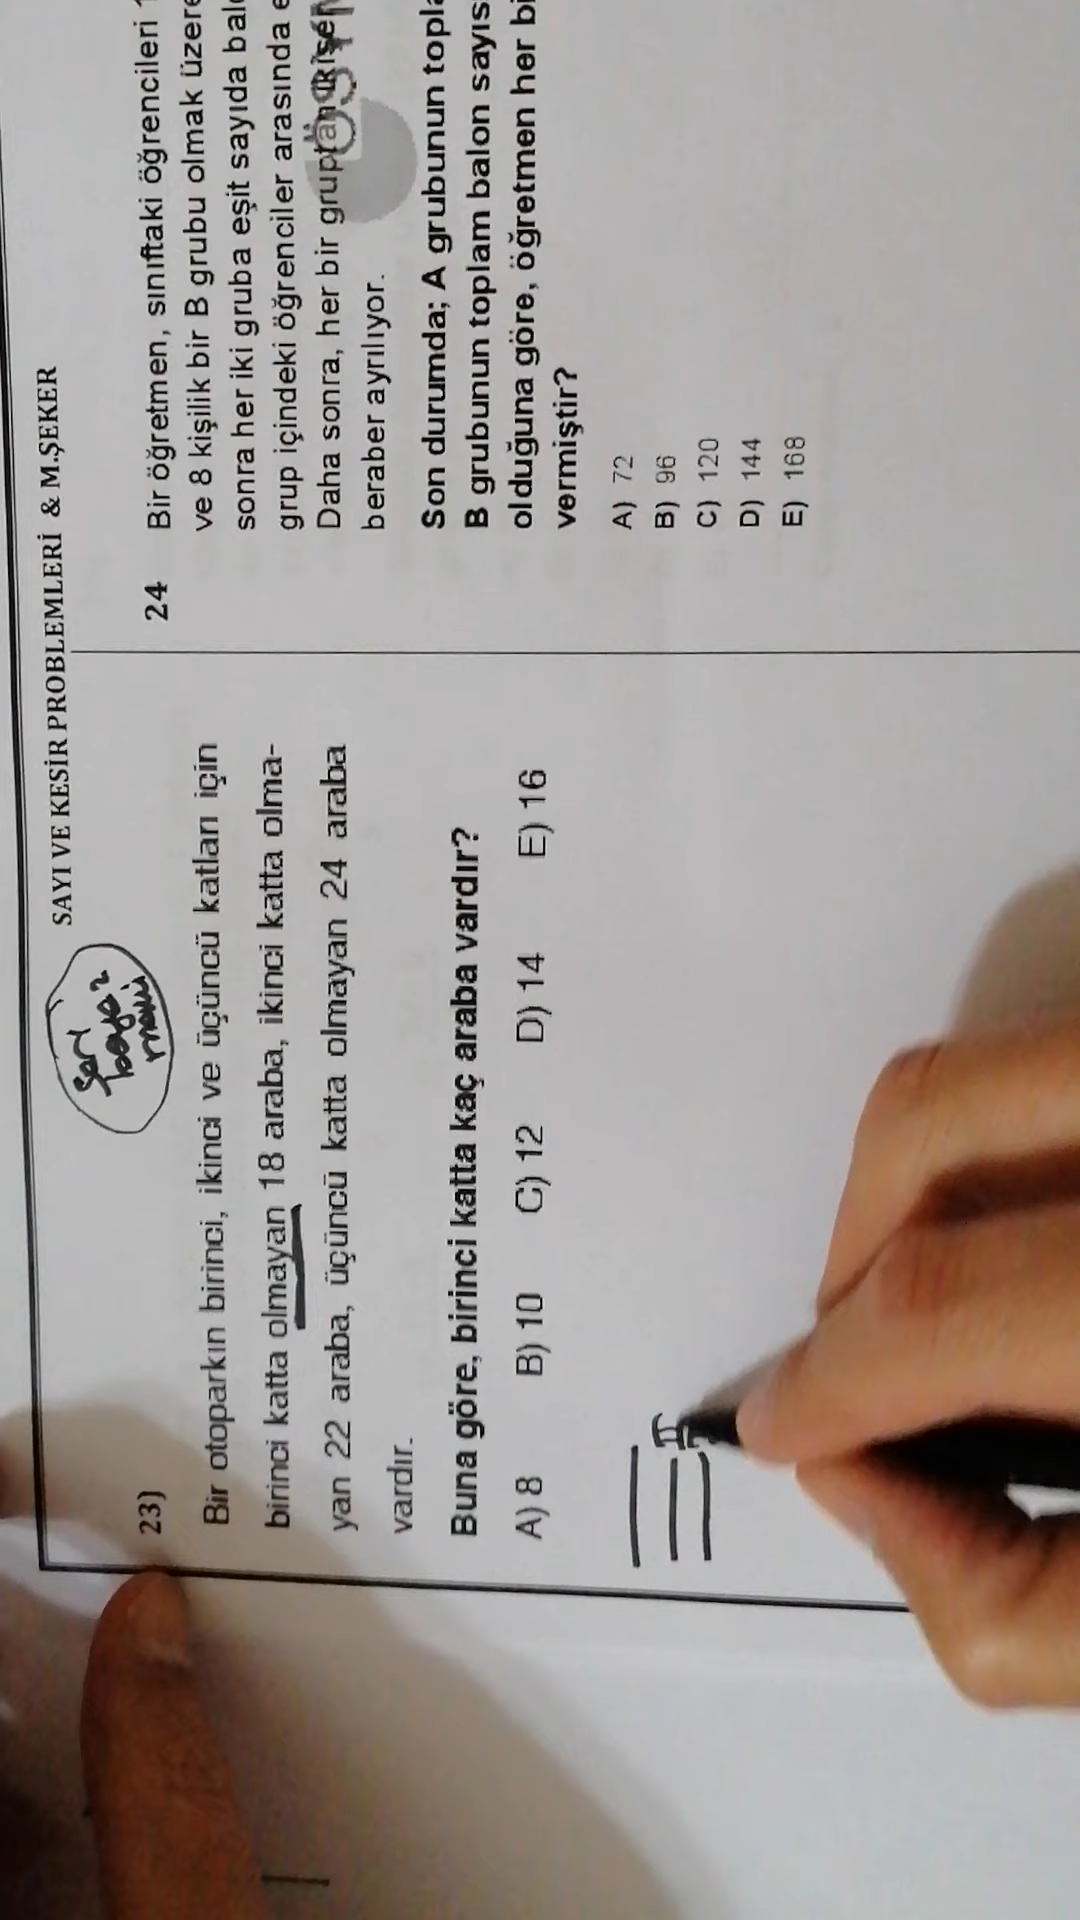 SAYI VE KESİR PROBLEMLERİ & M.ŞEKER
23)
Bir otoparkın birinci, ikinci ve üçüncü katları için
birinci katta olmayan 18 araba, ikinci katta olma-
yan 22 araba, üçüncü katta olmayan 24 araba
vardır.
Buna göre, birinci katta kaç araba vardır?
A) 8 B) 10 C) 12 D) 14 E) 16
24 Bir öğretmen, sınıftaki öğrencileri
ve 8 kişilik bir B grubu olmak üzere
sonra her iki gruba eşit sayıda
grup içindeki öğrenciler arasında
Daha sonra, her bir gruptan
beraber ayrılıyor.
Son durumda; A grubunun
B grubunun toplam balon
olduğuna göre, öğretmen her
vermiştir?
A) 72
B) 96
C) 120
D) 144
E) 168